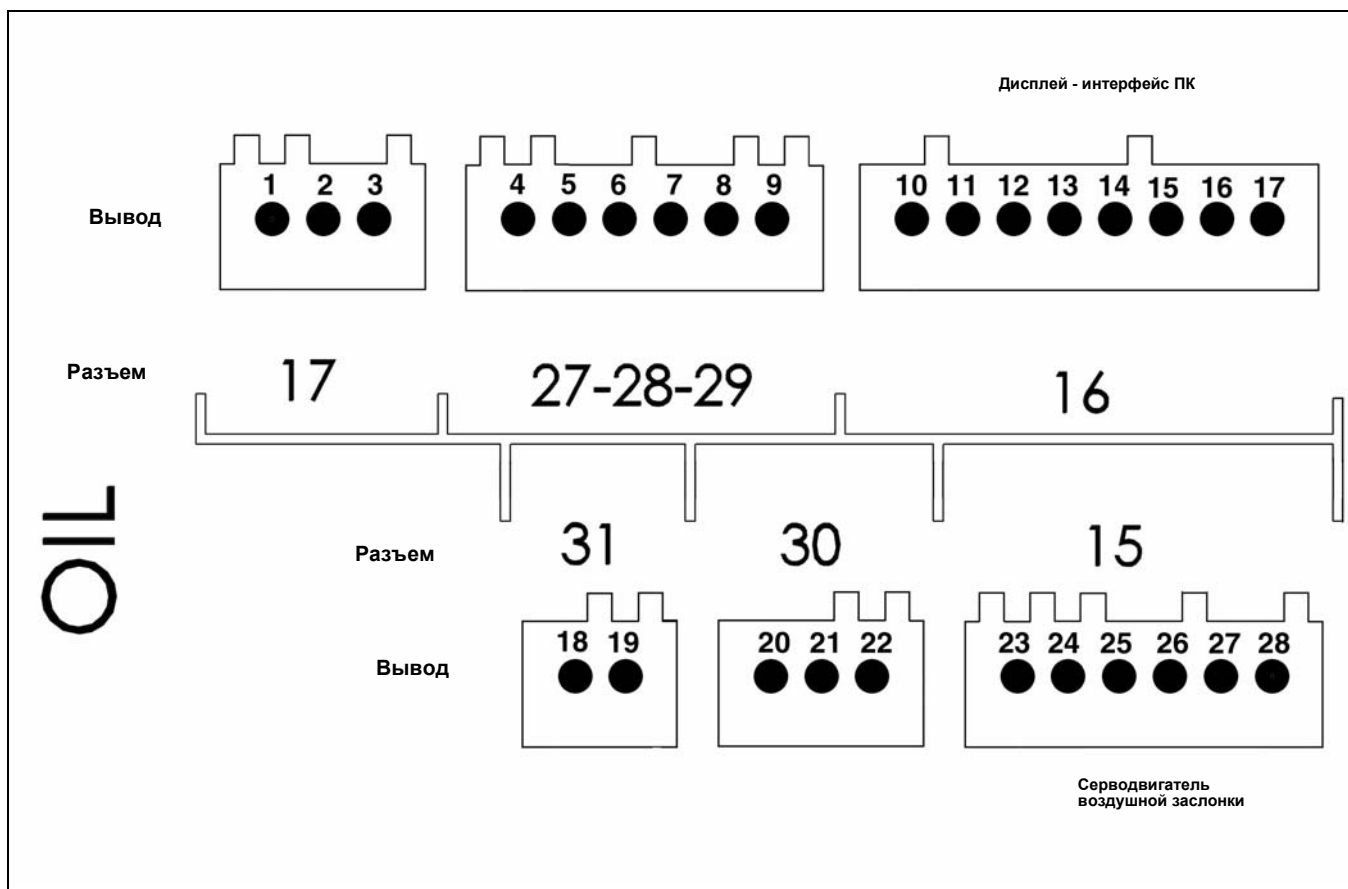 Дисплей - интерфейс ПК
1 2 3 4 5 6 7 8 9 10 11 12 13 14 15 16 17
Вывод
Разъем 17 27-28-29 16
OIL
Разъем 31 30 15
18 19 20 21 22 23 24 25 26 27 28
Вывод
Серводвигатель
воздушной заслонки